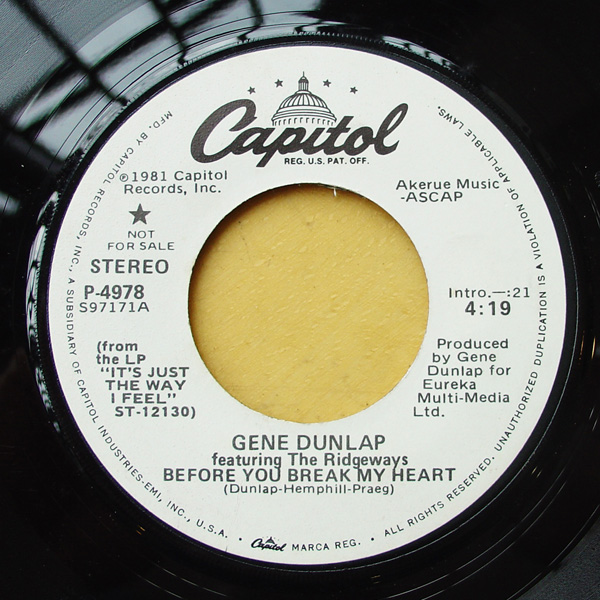 Capitol
REG. U.S. PAT. OFF.
℗1981 Capitol
Records, Inc.
★
NOT
FOR SALE
STEREO
P-4978
S97171A
(from
the LP
"IT'S JUST
THE WAY
I FEEL"
ST-12130)
Akerue Music
-ASCAP
Intro.—:21
4:19
Produced
by Gene
Dunlap for
Eureka
Multi-Media
Ltd.
GENE DUNLAP
featuring The Ridgeways
BEFORE YOU BREAK MY HEART
(Dunlap-Hemphill-Praeg)
MFD. BY CAPITOL RECORDS, INC., A SUBSIDIARY OF CAPITOL INDUSTRIES-EMI, INC., U.S.A. • Capitol MARCA REG. • ALL RIGHTS RESERVED. UNAUTHORIZED DUPLICATION IS A VIOLATION OF APPLICABLE LAWS.